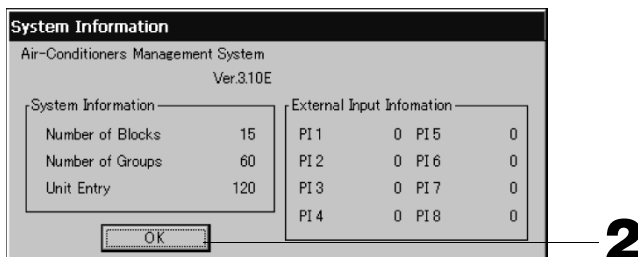 System Information
Air-Conditioners Management System
Ver.3.10E
System Information
Number of Blocks 15
Number of Groups 60
Unit Entry 120
External Input Infomation
PI 1 0 PI 5 0
PI 2 0 PI 6 0
PI 3 0 PI 7 0
PI 4 0 PI 8 0
OK
2